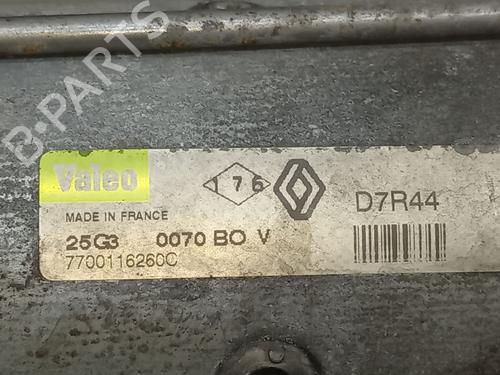 B-PARTS
Valeo
176
D7R44
MADE IN FRANCE
25G3 0070 BO V
7700116260C